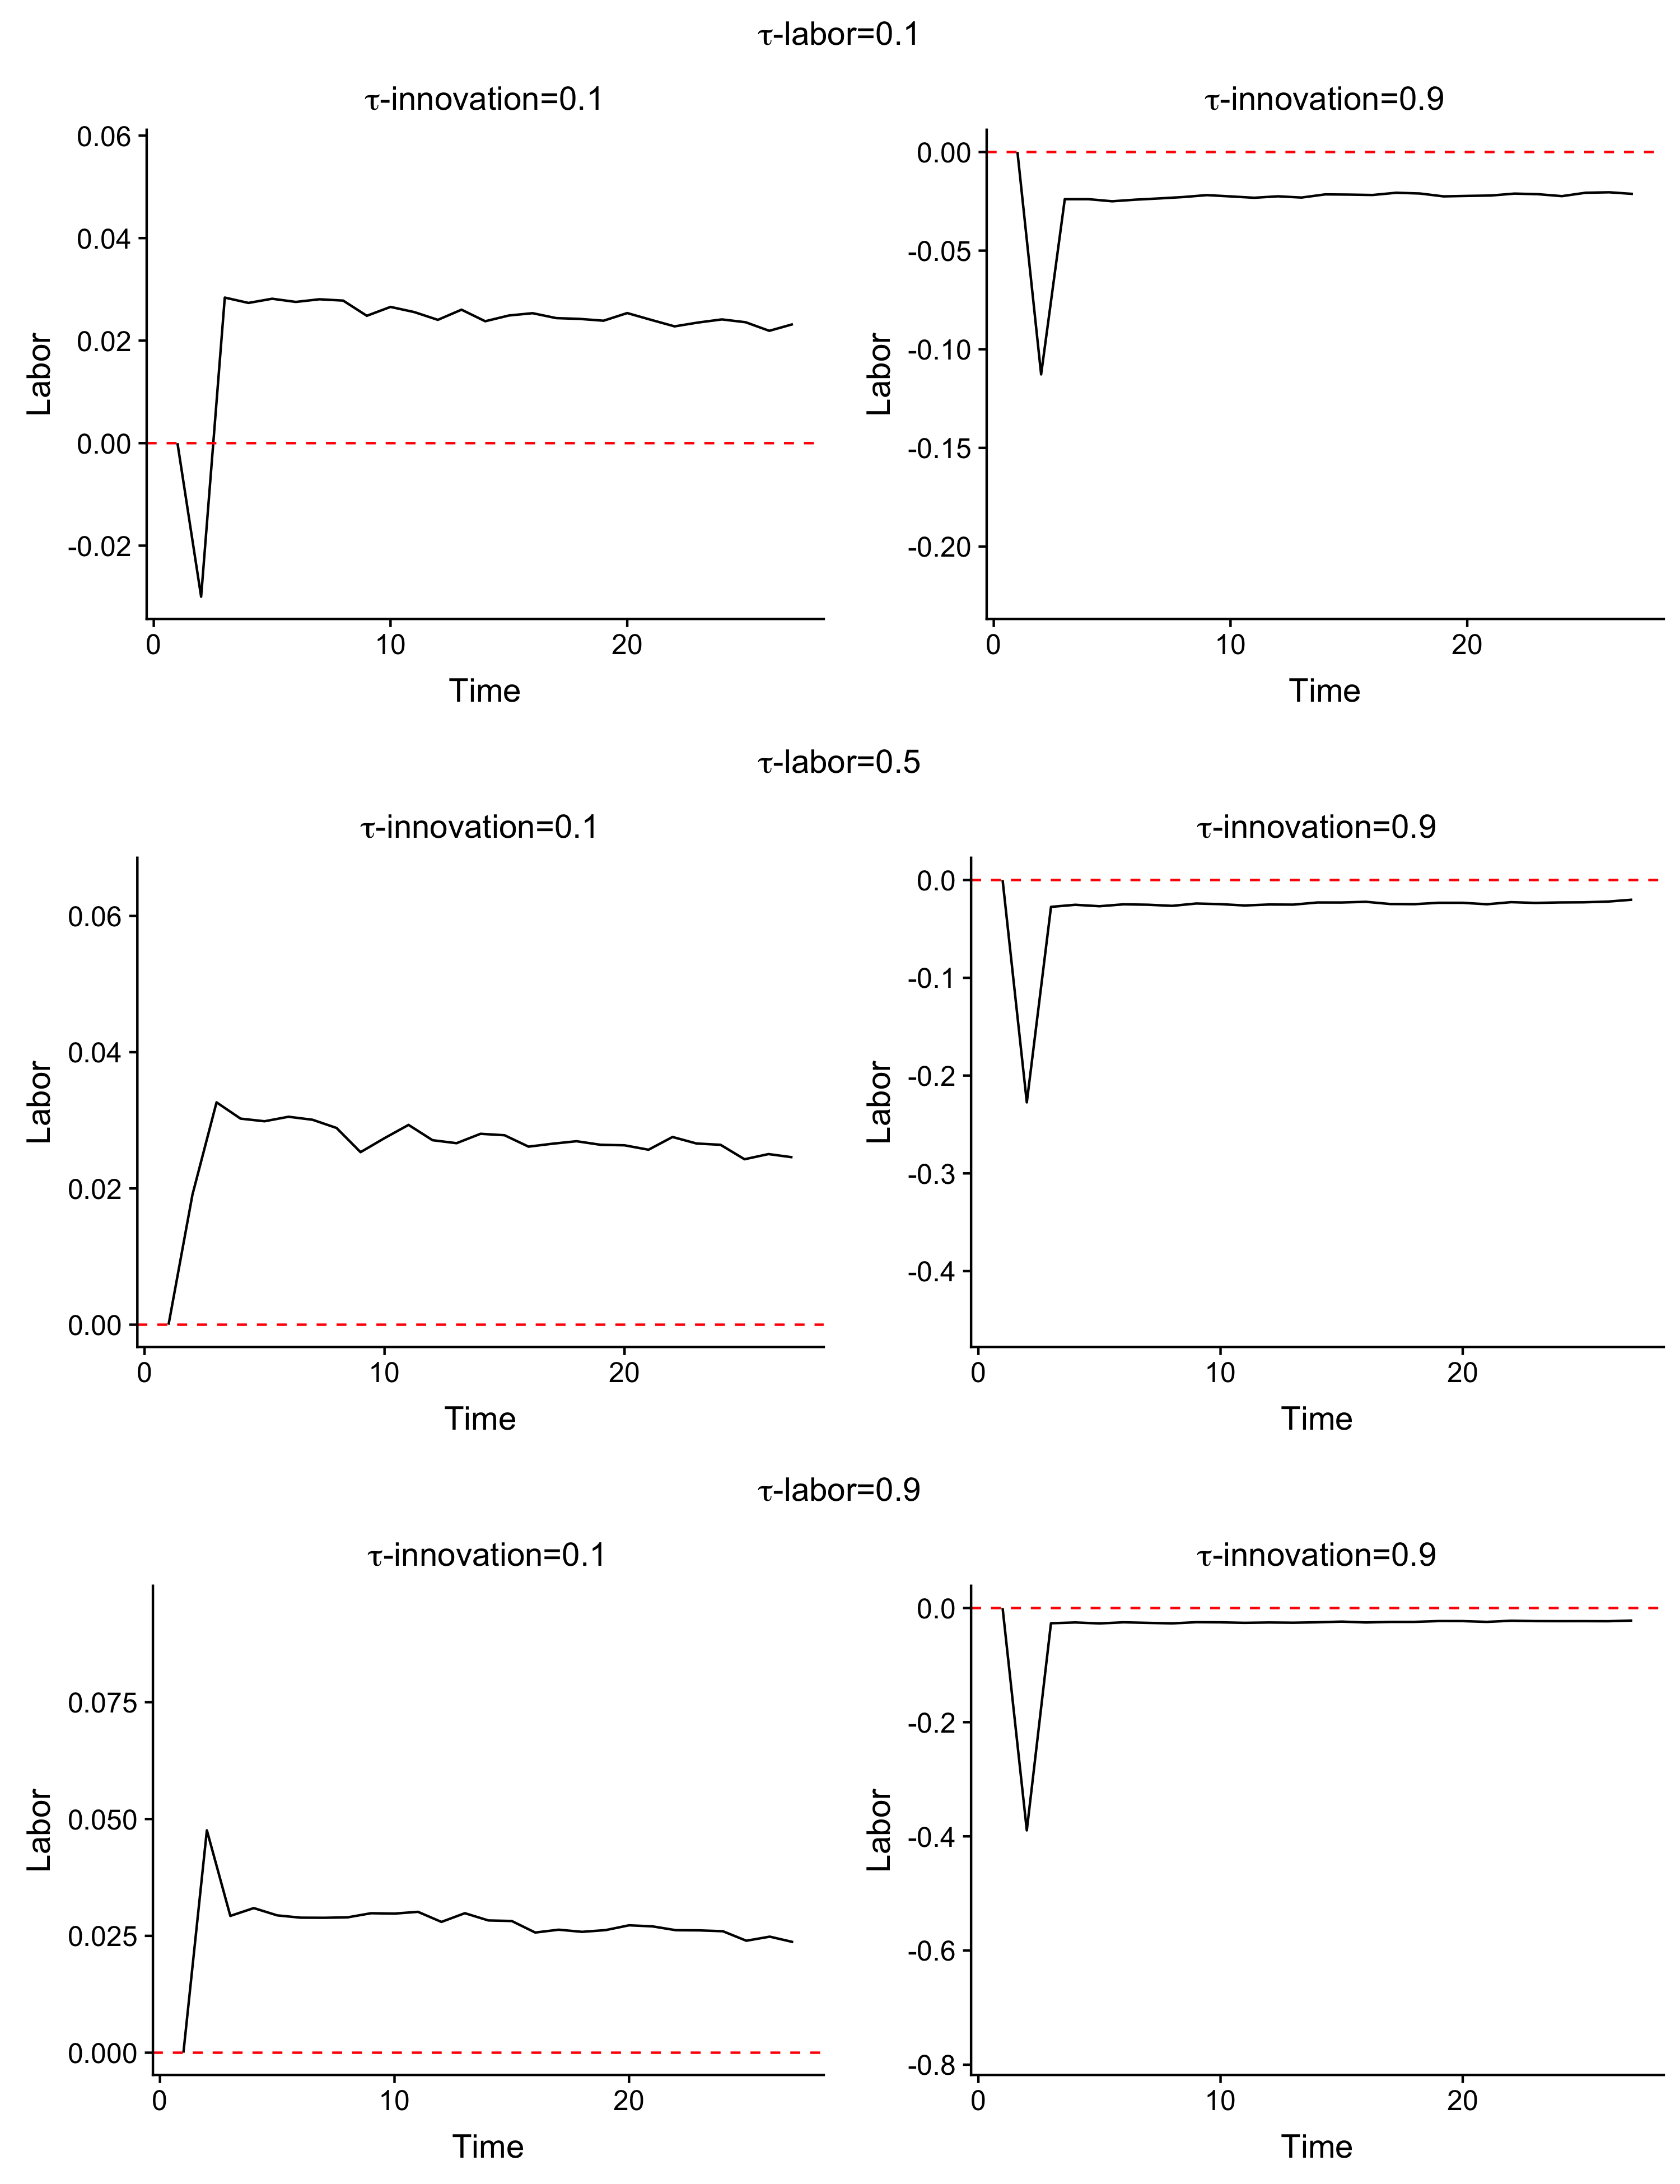 τ-labor=0.1
τ-innovation=0.1
0.06
0.04
0.02
0.00
-0.02
Labor
0
10
20
Time
τ-innovation=0.9
0.00
-0.05
-0.10
-0.15
-0.20
Labor
0
10
20
Time
τ-labor=0.5
τ-innovation=0.1
0.06
0.04
0.02
0.00
Labor
0
10
20
Time
τ-innovation=0.9
0.0
-0.1
-0.2
-0.3
-0.4
Labor
0
10
20
Time
τ-labor=0.9
τ-innovation=0.1
0.075
0.050
0.025
0.000
Labor
0
10
20
Time
τ-innovation=0.9
0.0
-0.2
-0.4
-0.6
-0.8
Labor
0
10
20
Time